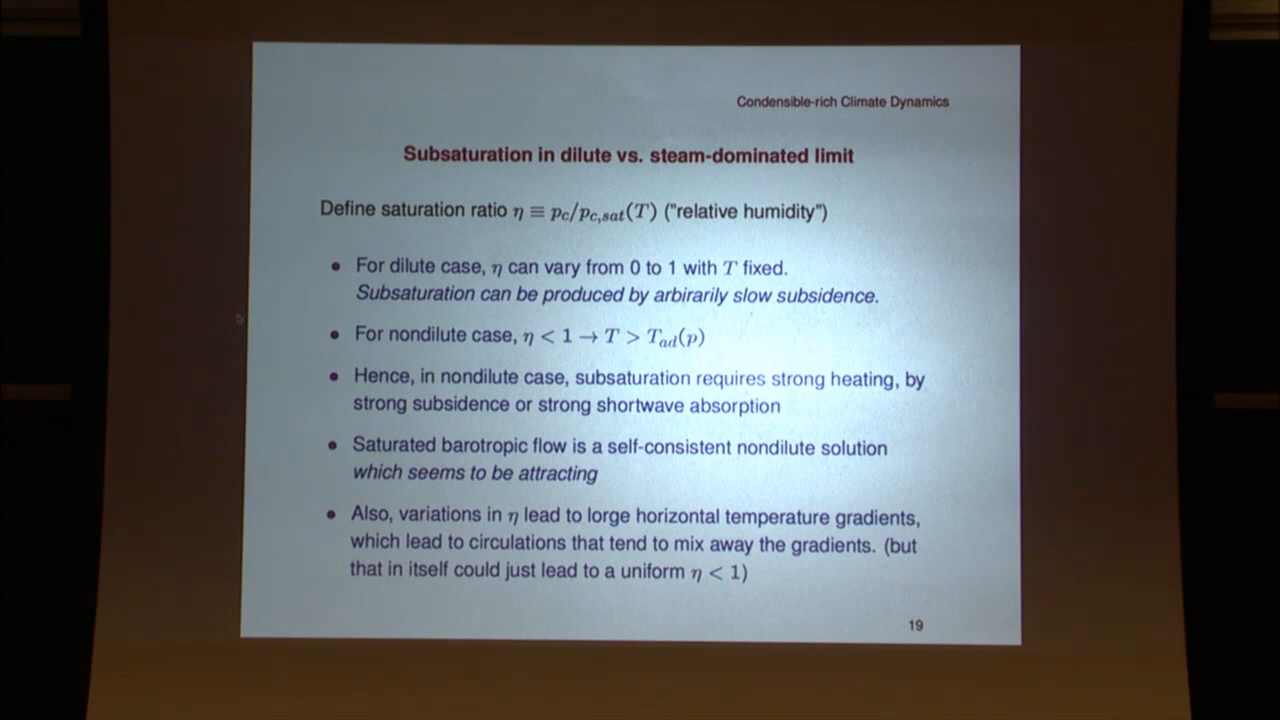 Condensible-rich Climate Dynamics
Subsaturation in dilute vs. steam-dominated limit
Define saturation ratio η ≡ p_c/p_{c,sat}(T) ("relative humidity")
• For dilute case, η can vary from 0 to 1 with T fixed.
Subsaturation can be produced by arbirarily slow subsidence.
• For nondilute case, η < 1 → T > T_{ad}(p)
• Hence, in nondilute case, subsaturation requires strong heating, by
strong subsidence or strong shortwave absorption
• Saturated barotropic flow is a self-consistent nondilute solution
which seems to be attracting
• Also, variations in η lead to lorge horizontal temperature gradients,
which lead to circulations that tend to mix away the gradients. (but
that in itself could just lead to a uniform η < 1)
19